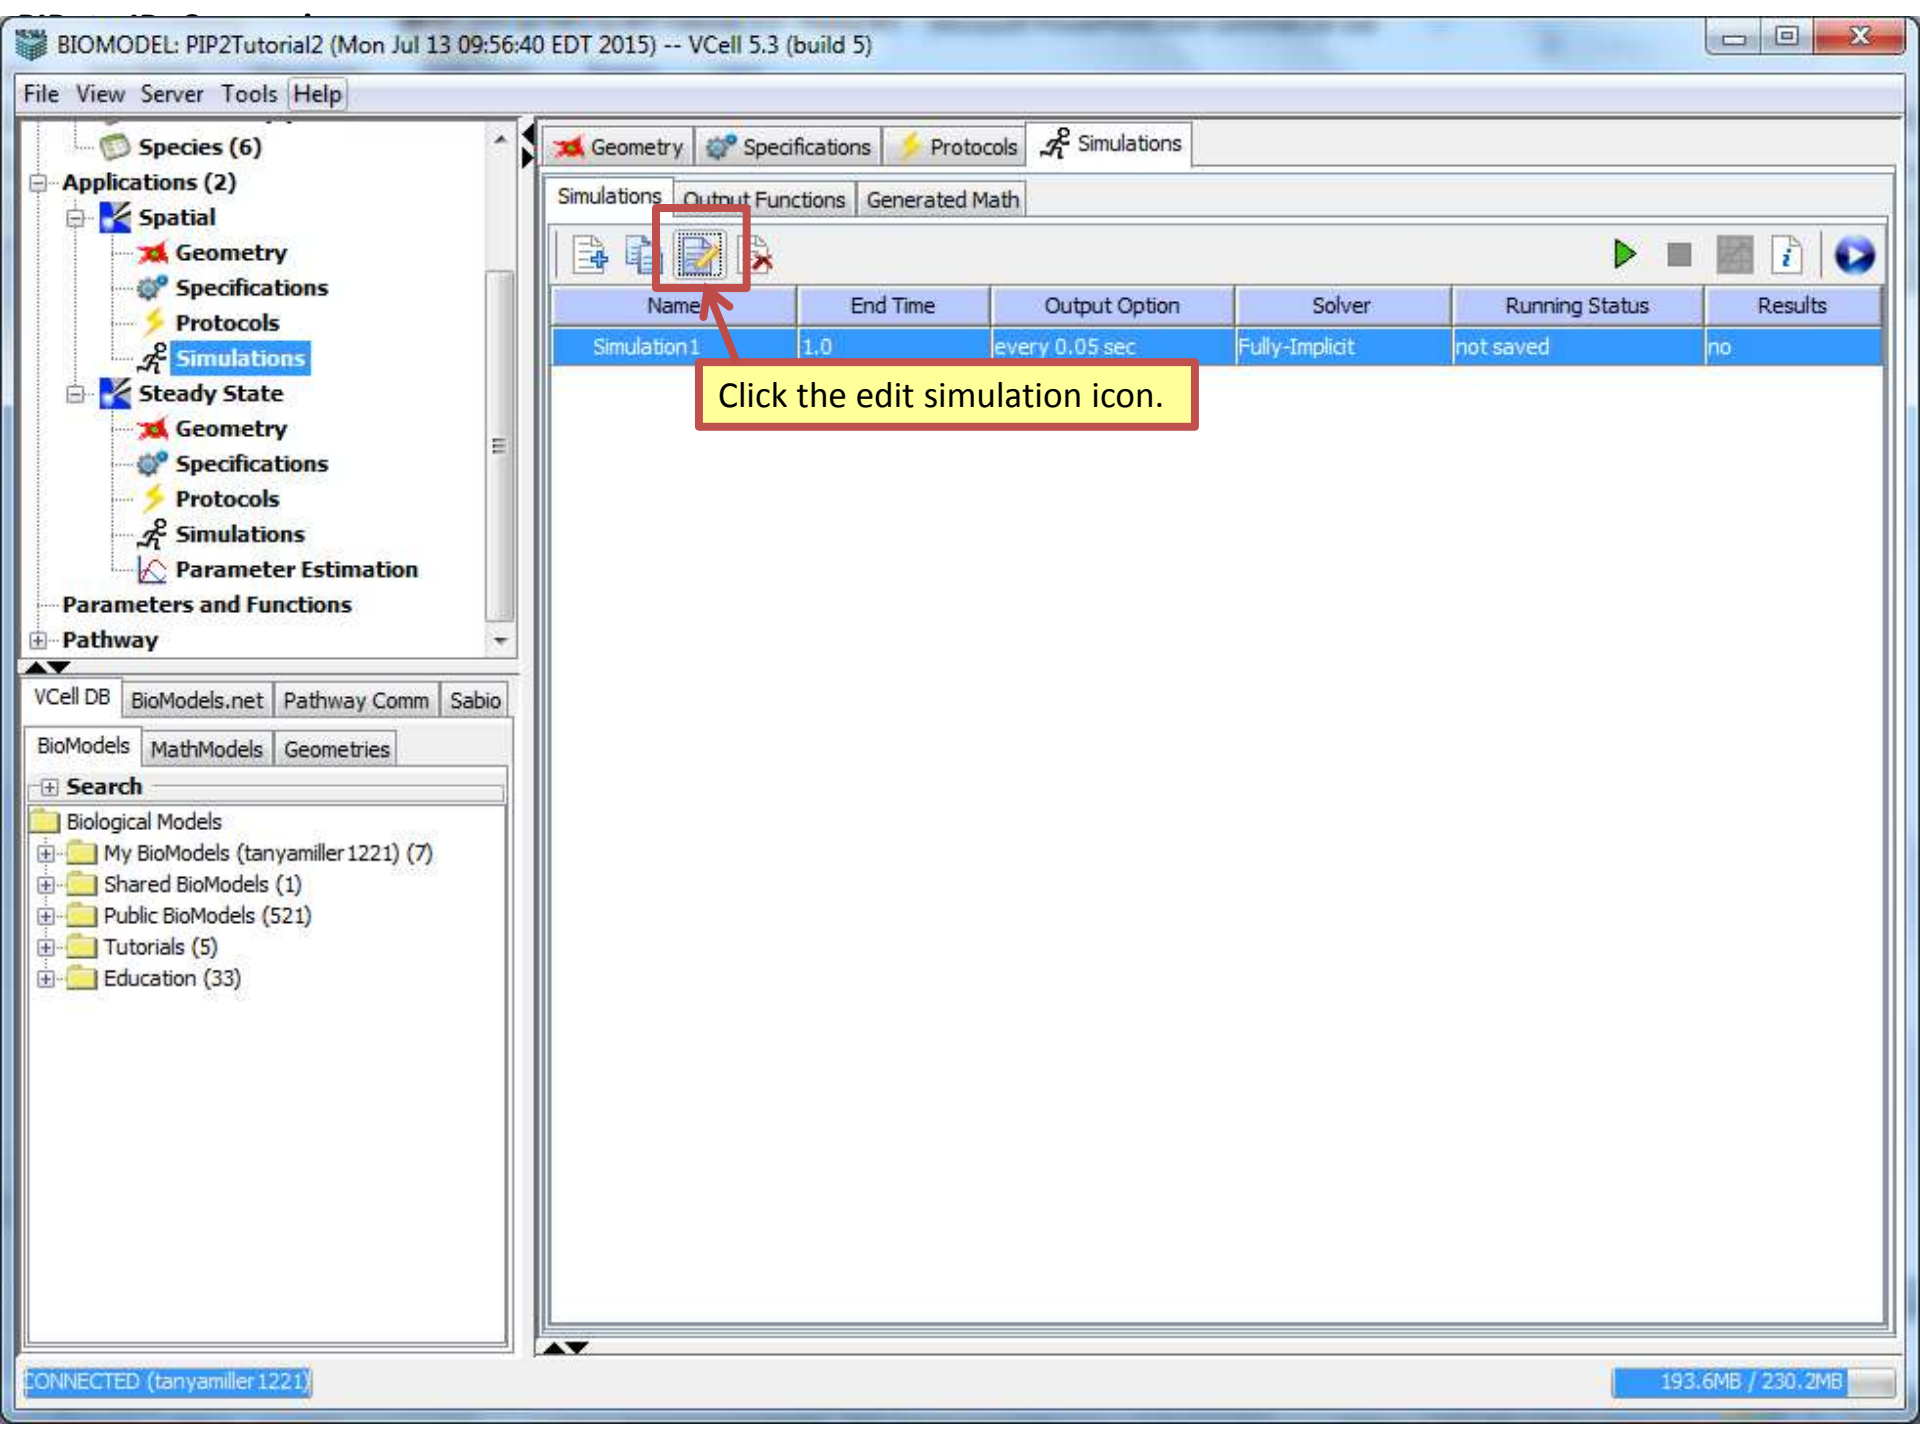 BIOMODEL: PIP2Tutorial2 (Mon Jul 13 09:56:40 EDT 2015) -- VCell 5.3 (build 5)
File View Server Tools Help
Species (6)
Applications (2)
Spatial
Geometry
Specifications
Protocols
Simulations
Steady State
Geometry
Specifications
Protocols
Simulations
Parameter Estimation
Parameters and Functions
Pathway
VCell DB BioModels.net Pathway Comm Sabio
BioModels MathModels Geometries
Search
Biological Models
My BioModels (tanyamiller1221) (7)
Shared BioModels (1)
Public BioModels (521)
Tutorials (5)
Education (33)
Geometry Specifications Protocols Simulations
Simulations Output Functions Generated Math
Name End Time Output Option Solver Running Status Results
Simulation1 1.0 every 0.05 sec Fully-Implicit not saved no
Click the edit simulation icon.
CONNECTED (tanyamiller1221)
193.6MB / 230.2MB